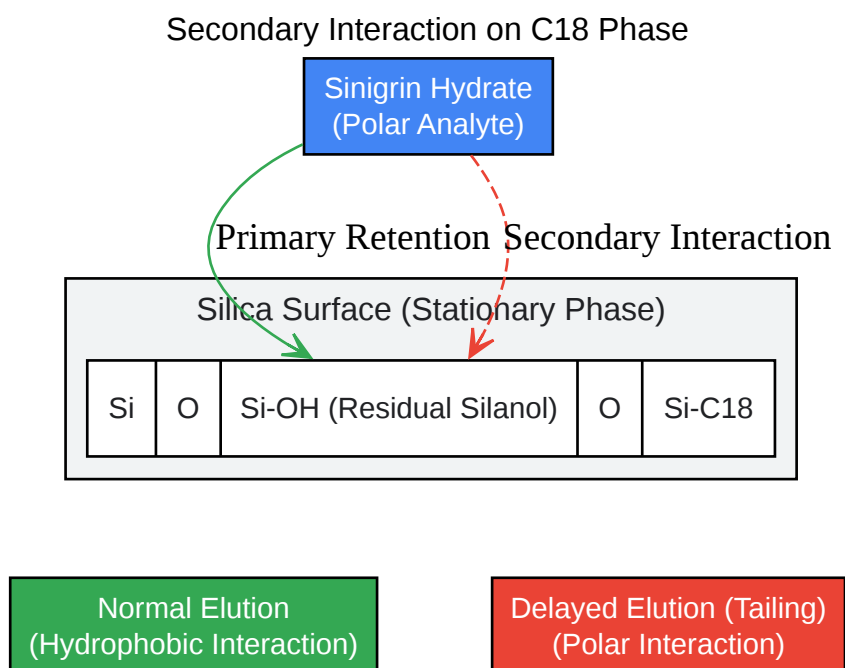 Secondary Interaction on C18 Phase
Sinigrin Hydrate
(Polar Analyte)
Primary Retention
Secondary Interaction
Silica Surface (Stationary Phase)
Si
O
Si-OH (Residual Silanol)
O
Si-C18
Normal Elution
(Hydrophobic Interaction)
Delayed Elution (Tailing)
(Polar Interaction)